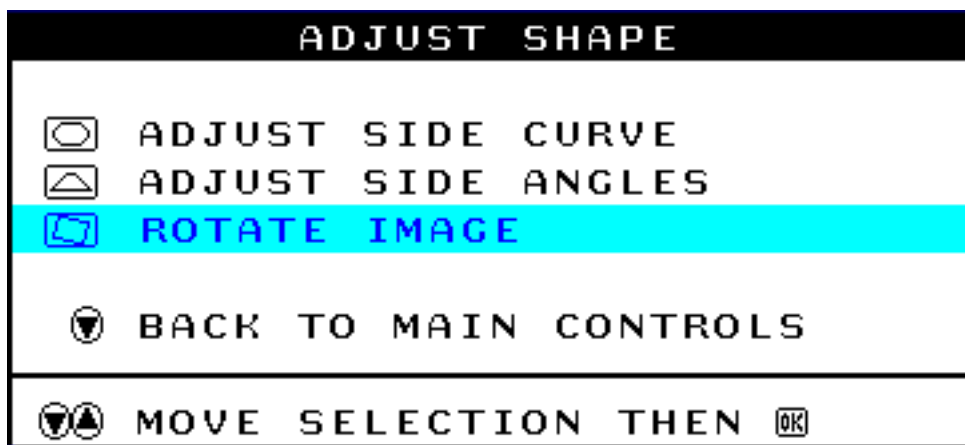 ADJUST SHAPE
ADJUST SIDE CURVE
ADJUST SIDE ANGLES
ROTATE IMAGE
BACK TO MAIN CONTROLS
MOVE SELECTION THEN OK